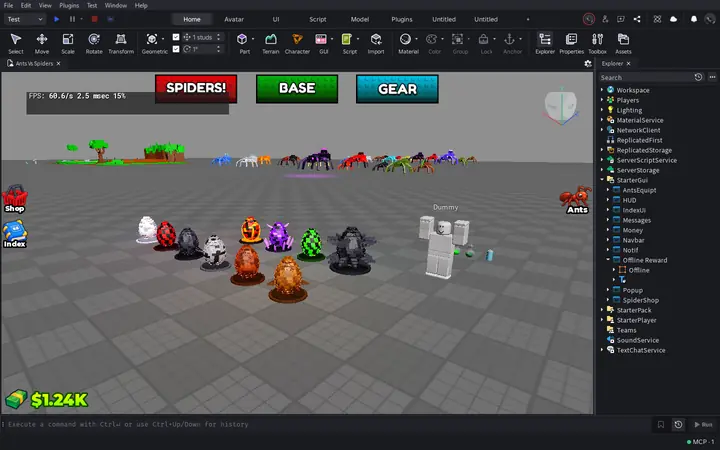 File Edit View Plugins Test Window Help
Test
Home Avatar UI Script Model Plugins Untitled Untitled +
Select Move Scale Rotate Transform Geometric 1 studs 1° Part Terrain Character GUI Script Import Material Color Group Lock Anchor Explorer Properties Toolbox Assets
Ants Vs Spiders ×
Explorer ×
Search
FPS: 60.6/s 2.5 msec 15%
SPIDERS!
BASE
GEAR
Shop
Index
Dummy
Ants
$1.24K
Workspace
Players
Lighting
MaterialService
NetworkClient
ReplicatedFirst
ReplicatedStorage
ServerScriptService
ServerStorage
StarterGui
AntsEquipt
HUD
IndexUi
Messages
Money
Navbar
Notif
Offline Reward
Offline
Popup
SpiderShop
StarterPack
StarterPlayer
Teams
SoundService
TextChatService
Execute a command with Ctrl+↵ or use Ctrl+Up/Down for history
Run
MCP · 1